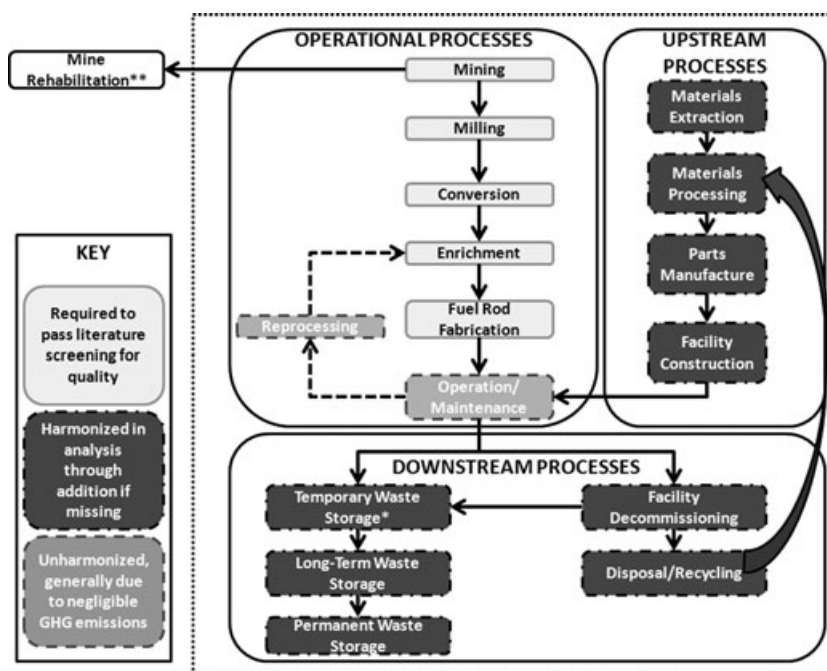 OPERATIONAL PROCESSES
UPSTREAM
PROCESSES
Mine
Rehabilitation**
Mining
Milling
Conversion
Enrichment
Reprocessing
Fuel Rod
Fabrication
Operation/
Maintenance
Materials
Extraction
Materials
Processing
Parts
Manufacture
Facility
Construction
KEY
Required to
pass literature
screening for
quality
Harmonized in
analysis
through
addition if
missing
Unharmonized,
generally due
to negligible
GHG emissions
DOWNSTREAM PROCESSES
Temporary Waste
Storage*
Long-Term Waste
Storage
Permanent Waste
Storage
Facility
Decommissioning
Disposal/Recycling